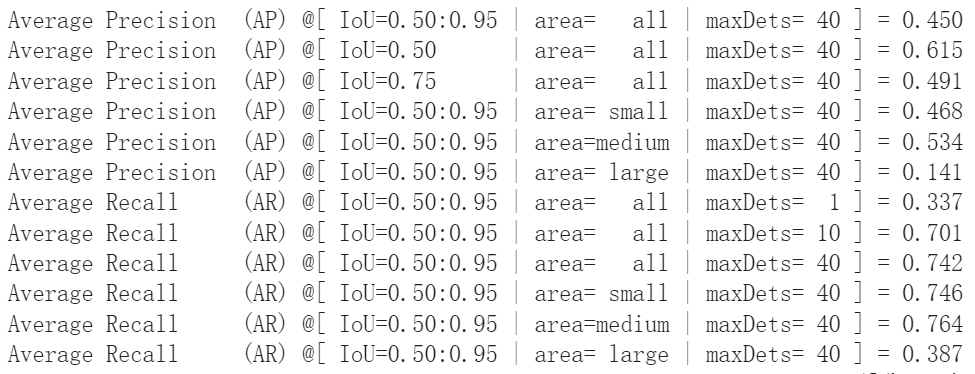 Average Precision  (AP) @[ IoU=0.50:0.95 | area=   all | maxDets= 40 ] = 0.450
Average Precision  (AP) @[ IoU=0.50      | area=   all | maxDets= 40 ] = 0.615
Average Precision  (AP) @[ IoU=0.75      | area=   all | maxDets= 40 ] = 0.491
Average Precision  (AP) @[ IoU=0.50:0.95 | area= small | maxDets= 40 ] = 0.468
Average Precision  (AP) @[ IoU=0.50:0.95 | area=medium | maxDets= 40 ] = 0.534
Average Precision  (AP) @[ IoU=0.50:0.95 | area= large | maxDets= 40 ] = 0.141
Average Recall     (AR) @[ IoU=0.50:0.95 | area=   all | maxDets=  1 ] = 0.337
Average Recall     (AR) @[ IoU=0.50:0.95 | area=   all | maxDets= 10 ] = 0.701
Average Recall     (AR) @[ IoU=0.50:0.95 | area=   all | maxDets= 40 ] = 0.742
Average Recall     (AR) @[ IoU=0.50:0.95 | area= small | maxDets= 40 ] = 0.746
Average Recall     (AR) @[ IoU=0.50:0.95 | area=medium | maxDets= 40 ] = 0.764
Average Recall     (AR) @[ IoU=0.50:0.95 | area= large | maxDets= 40 ] = 0.387